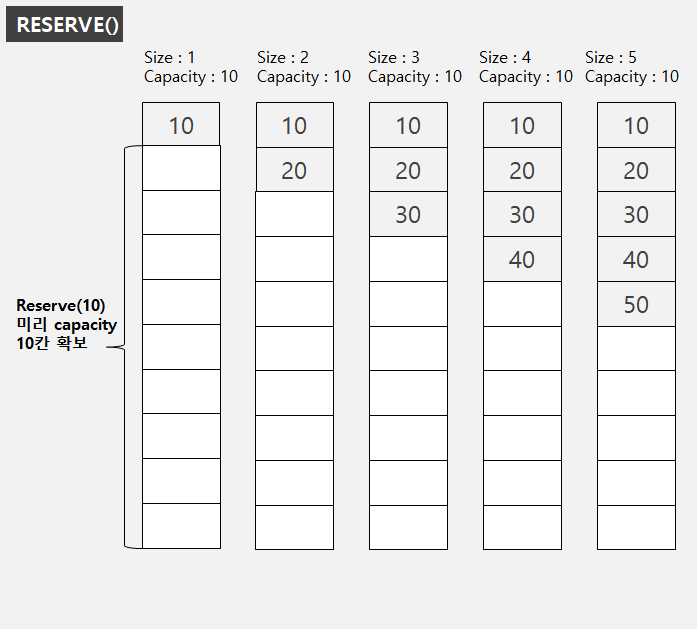 RESERVE()
Size : 1
Capacity : 10
Size : 2
Capacity : 10
Size : 3
Capacity : 10
Size : 4
Capacity : 10
Size : 5
Capacity : 10
10
10
10
10
10
20
20
20
20
30
30
30
40
40
50
Reserve(10)
미리 capacity
10칸 확보